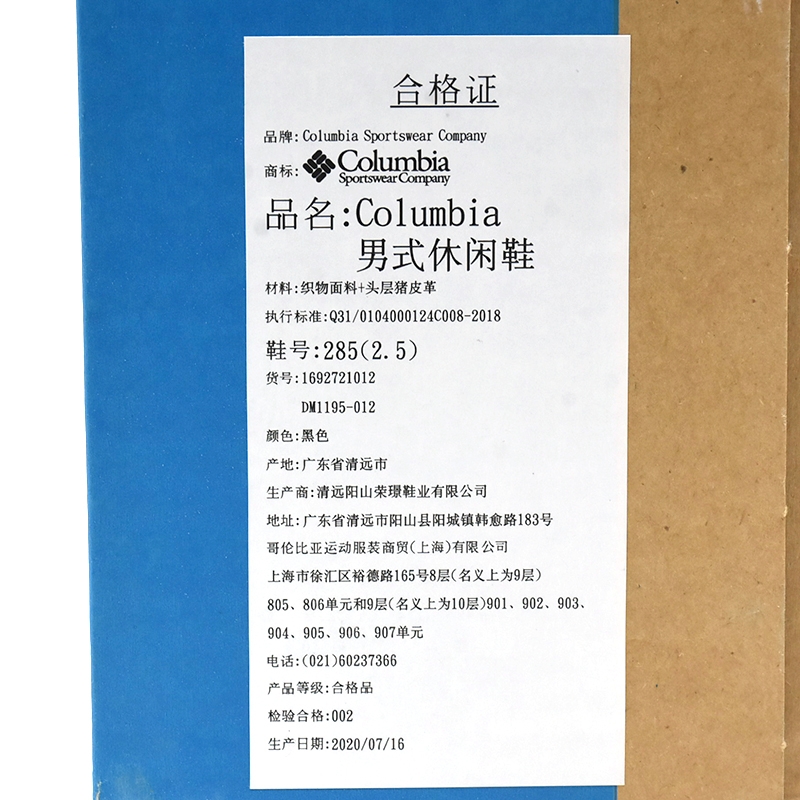 合格证
品牌:Columbia Sportswear Company
商标:Columbia
Sportswear Company
品名:Columbia
男式休闲鞋
材料:织物面料+头层猪皮革
执行标准:Q31/0104000124C008-2018
鞋号:285(2.5)
货号:1692721012
DM1195-012
颜色:黑色
产地:广东省清远市
生产商:清远阳山荣璟鞋业有限公司
地址:广东省清远市阳山县阳城镇韩愈路183号
哥伦比亚运动服装商贸(上海)有限公司
上海市徐汇区裕德路165号8层(名义上为9层)
805、806单元和9层(名义上为10层)901、902、903、
904、905、906、907单元
电话:(021)60237366
产品等级:合格品
检验合格:002
生产日期:2020/07/16